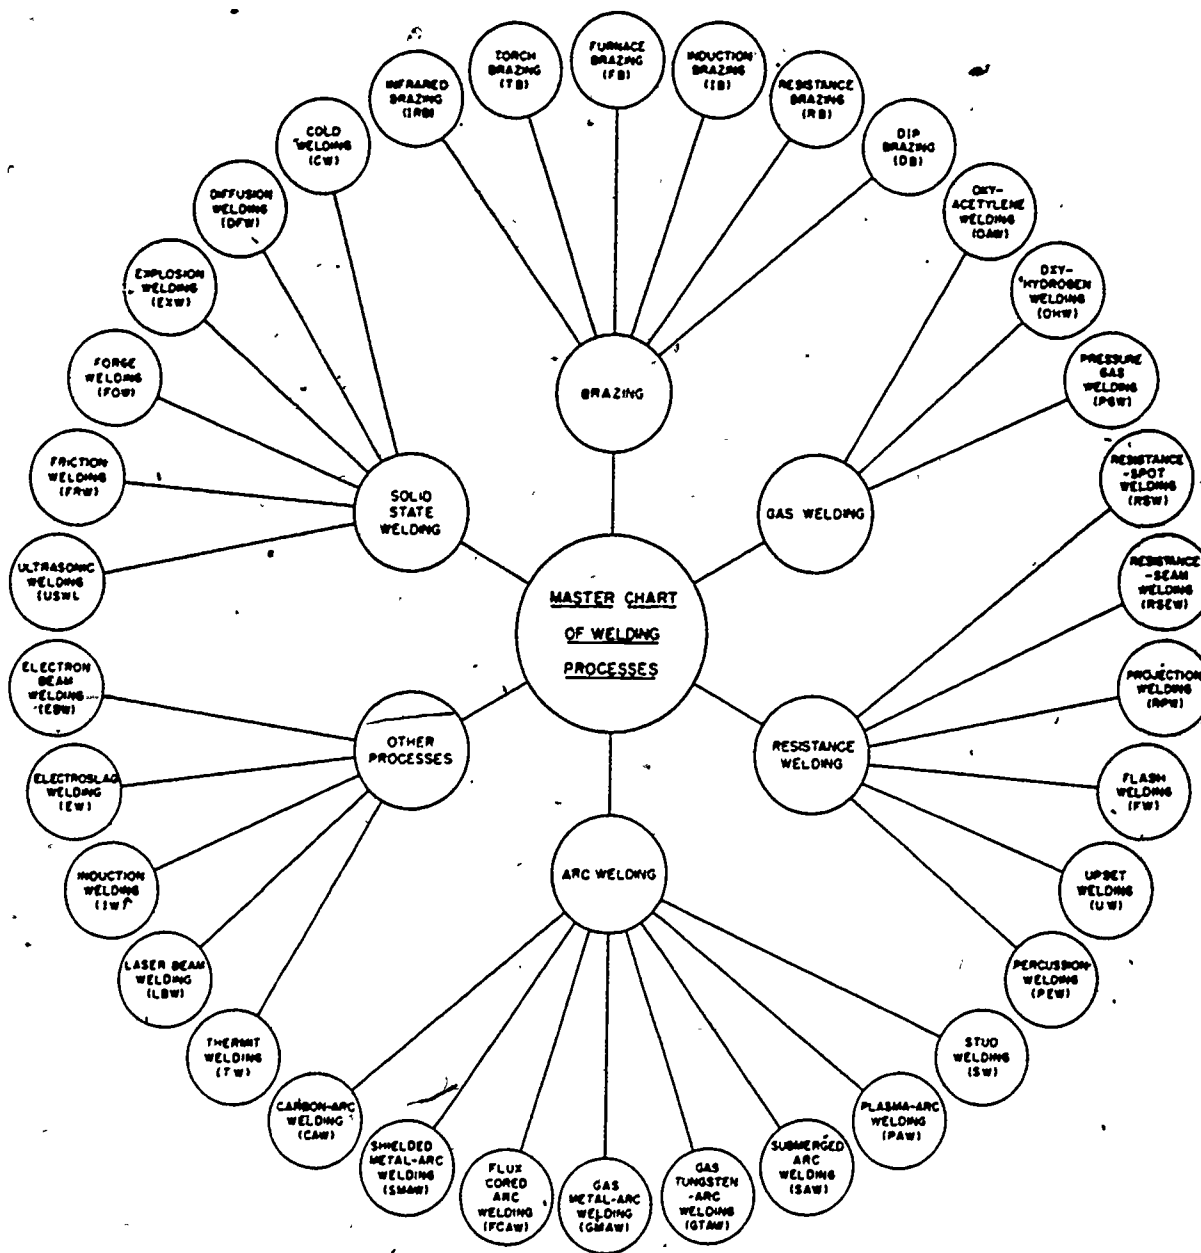 MASTER CHART
OF WELDING
PROCESSES
BRAZING
INFRARED
BRAZING
(IRB)
TORCH
BRAZING
(TB)
FURNACE
BRAZING
(FB)
INDUCTION
BRAZING
(IB)
RESISTANCE
BRAZING
(RB)
DIP
BRAZING
(DB)
GAS WELDING
OXY-
ACETYLENE
WELDING
(OAW)
OXY-
HYDROGEN
WELDING
(OHW)
PRESSURE
GAS
WELDING
(PGW)
RESISTANCE
WELDING
RESISTANCE
-SPOT
WELDING
(RSW)
RESISTANCE
-SEAM
WELDING
(RSEW)
PROJECTION
WELDING
(RPW)
FLASH
WELDING
(FW)
UPSET
WELDING
(UW)
PERCUSSION
WELDING
(PEW)
ARC WELDING
STUD
WELDING
(SW)
PLASMA-ARC
WELDING
(PAW)
SUBMERGED
ARC
WELDING
(SAW)
GAS
TUNGSTEN
-ARC
WELDING
(GTAW)
GAS
METAL-ARC
WELDING
(GMAW)
FLUX
CORED
ARC
WELDING
(FCAW)
SHIELDED
METAL-ARC
WELDING
(SMAW)
CARBON-ARC
WELDING
(CAW)
OTHER
PROCESSES
THERMIT
WELDING
(TW)
LASER BEAM
WELDING
(LBW)
INDUCTION
WELDING
(IW)
ELECTROSLAG
WELDING
(EW)
ELECTRON
BEAM
WELDING
(EBW)
SOLID
STATE
WELDING
ULTRASONIC
WELDING
(USW)
FRICTION
WELDING
(FRW)
FORGE
WELDING
(FOW)
EXPLOSION
WELDING
(EXW)
DIFFUSION
WELDING
(DFW)
COLD
WELDING
(CW)